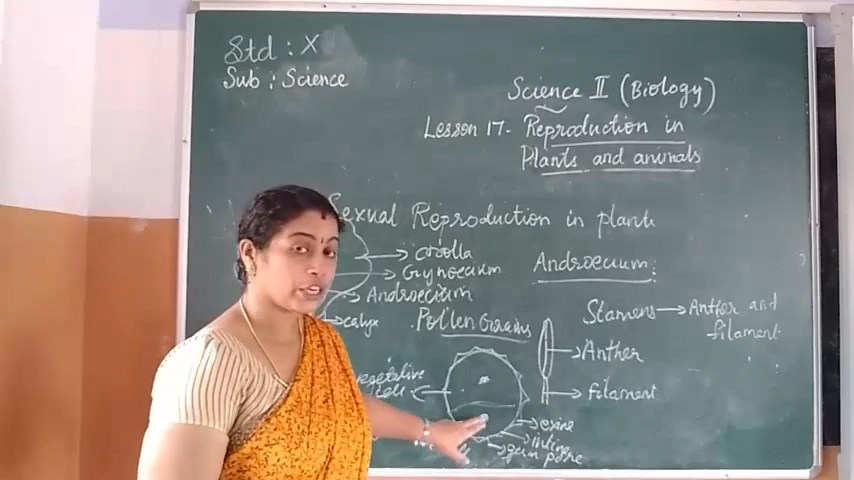 Std : X
Sub : Science
Science II (Biology)
Lesson 17. Reproduction in
Plants and animals
Sexual Reproduction in plants
Corolla
Gynoecium
Androecium
calyx
Androecium:
Stamens → Anther and
filament
Pollen Grains
Anther
filament
vegetative
cell
exine
intine
germ pore